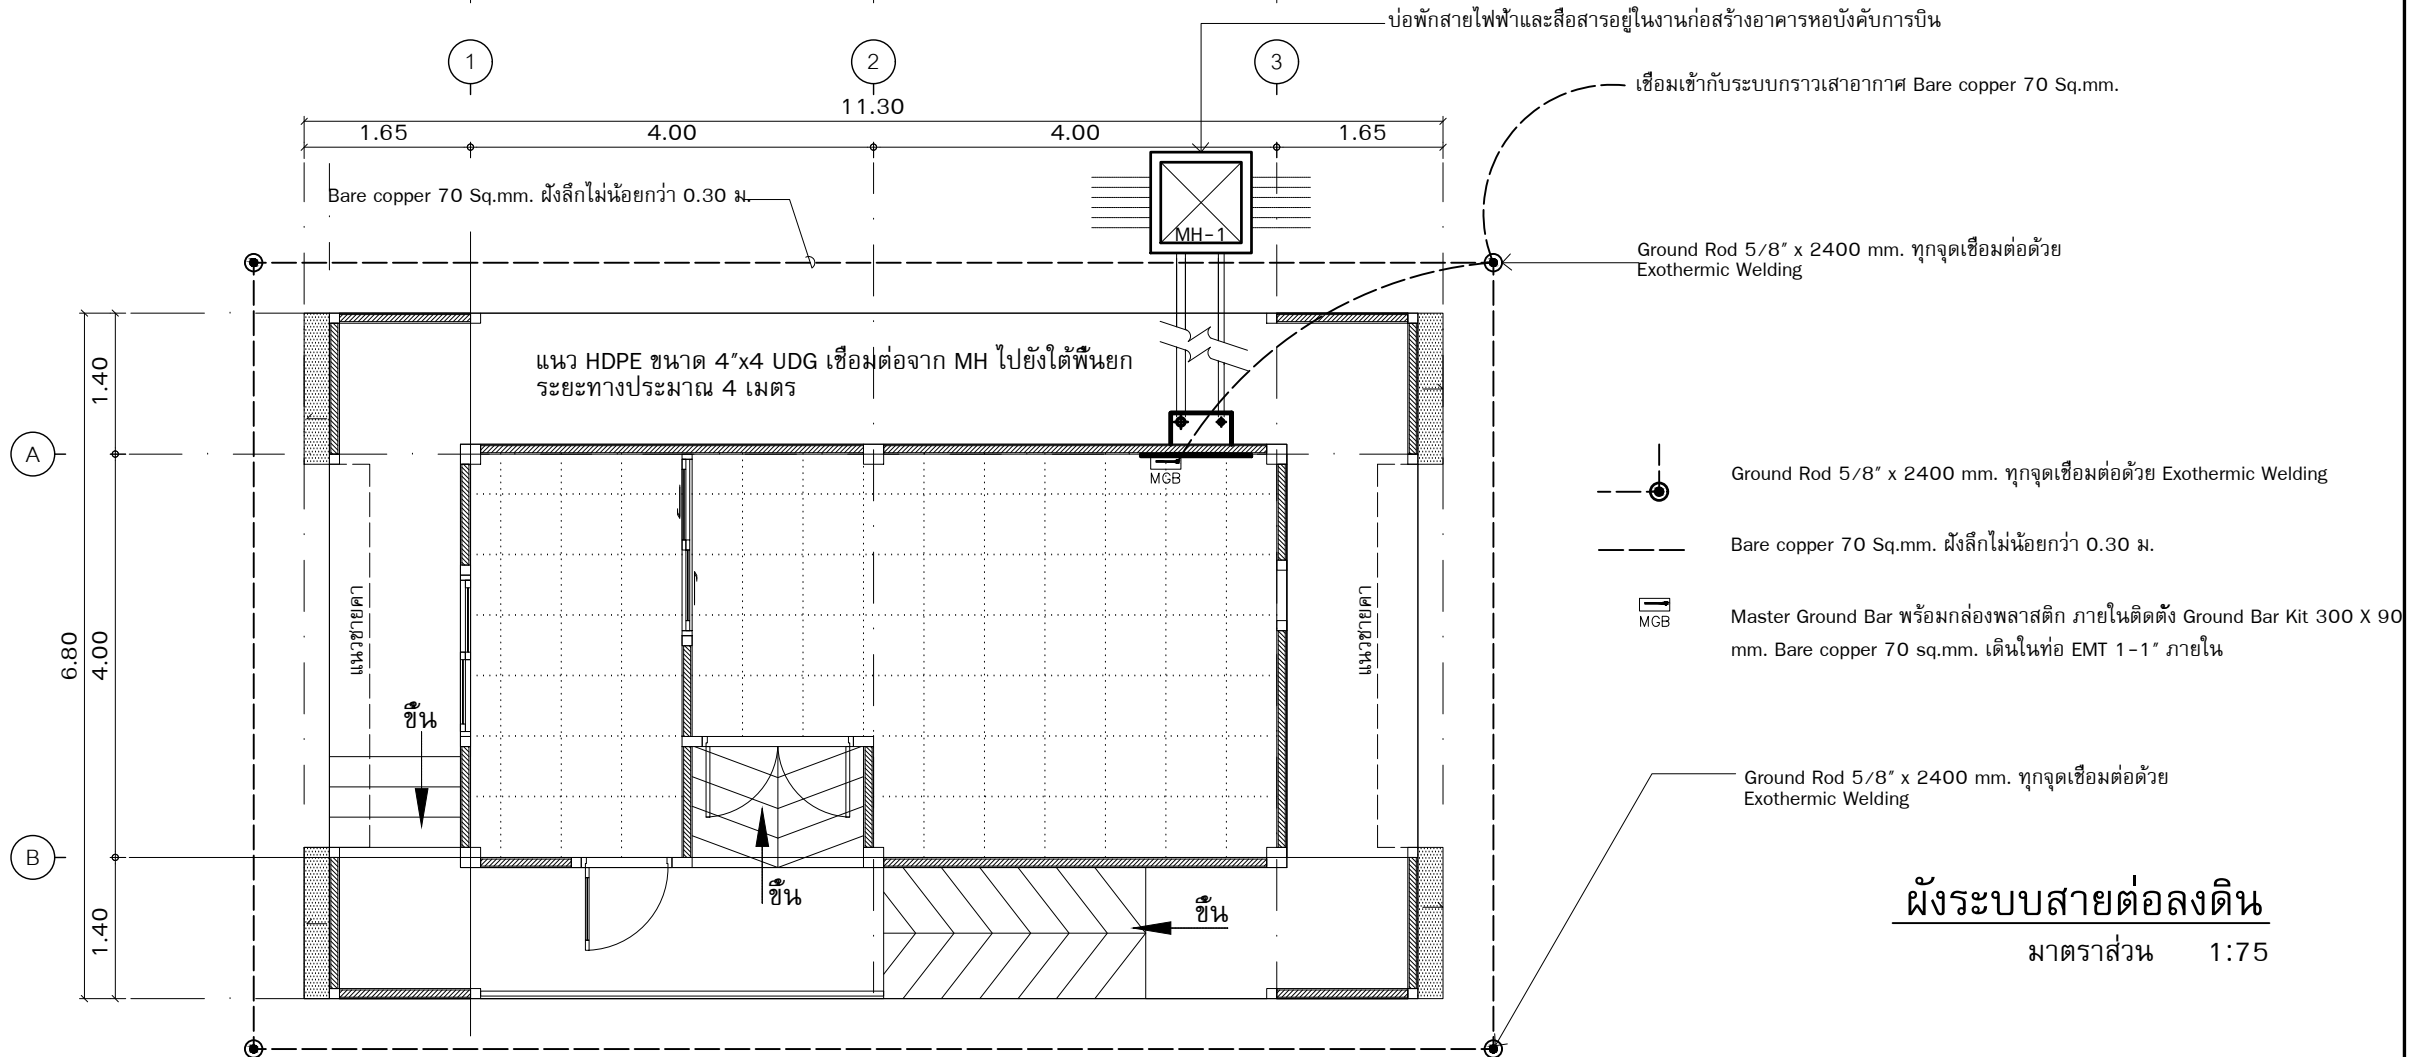 บ่อพักสายไฟฟ้าและสื่อสารอยู่ในงานก่อสร้างอาคารหอบังคับการบิน
1
2
3
เชื่อมเข้ากับระบบกราวเสาอากาศ Bare copper 70 Sq.mm.
11.30
1.65
4.00
4.00
1.65
Bare copper 70 Sq.mm. ฝังลึกไม่น้อยกว่า 0.30 ม.
MH-1
Ground Rod 5/8" x 2400 mm. ทุกจุดเชื่อมต่อด้วย
Exothermic Welding
แนว HDPE ขนาด 4"x4 UDG เชื่อมต่อจาก MH ไปยังใต้พื้นยก
ระยะทางประมาณ 4 เมตร
1.40
A
MGB
Ground Rod 5/8" x 2400 mm. ทุกจุดเชื่อมต่อด้วย Exothermic Welding
Bare copper 70 Sq.mm. ฝังลึกไม่น้อยกว่า 0.30 ม.
MGB
Master Ground Bar พร้อมกล่องพลาสติก ภายในติดตั้ง Ground Bar Kit 300 X 90
mm. Bare copper 70 sq.mm. เดินในท่อ EMT 1-1" ภายใน
6.80
4.00
แนวชายคา
แนวชายคา
ขึ้น
Ground Rod 5/8" x 2400 mm. ทุกจุดเชื่อมต่อด้วย
Exothermic Welding
B
ขึ้น
ขึ้น
1.40
ผังระบบสายต่อลงดิน
มาตราส่วน 1:75